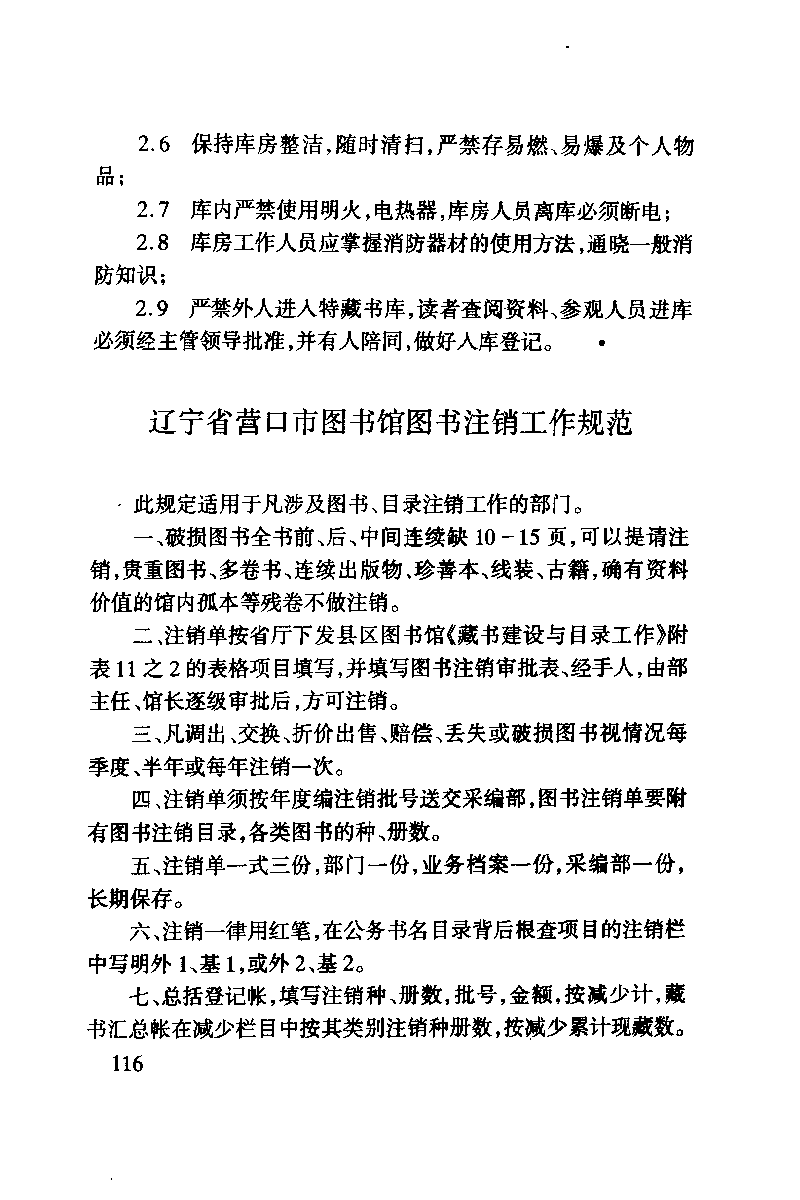 2.6 保持库房整洁,随时清扫,严禁存易燃、易爆及个人物
品;
2.7 库内严禁使用明火,电热器,库房人员离库必须断电;
2.8 库房工作人员应掌握消防器材的使用方法,通晓一般消
防知识;
2.9 严禁外人进入特藏书库,读者查阅资料、参观人员进库
必须经主管领导批准,并有人陪同,做好入库登记。
辽宁省营口市图书馆图书注销工作规范
此规定适用于凡涉及图书、目录注销工作的部门。
一、破损图书全书前、后、中间连续缺 10－15 页,可以提请注
销,贵重图书、多卷书、连续出版物、珍善本、线装、古籍,确有资料
价值的馆内孤本等残卷不做注销。
二、注销单按省厅下发县区图书馆《藏书建设与目录工作》附
表 11 之 2 的表格项目填写,并填写图书注销审批表、经手人,由部
主任、馆长逐级审批后,方可注销。
三、凡调出、交换、折价出售、赔偿、丢失或破损图书视情况每
季度、半年或每年注销一次。
四、注销单须按年度编注销批号送交采编部,图书注销单要附
有图书注销目录,各类图书的种、册数。
五、注销单一式三份,部门一份,业务档案一份,采编部一份,
长期保存。
六、注销一律用红笔,在公务书名目录背后根查项目的注销栏
中写明外 1、基 1,或外 2、基 2。
七、总括登记帐,填写注销种、册数,批号,金额,按减少计,藏
书汇总帐在减少栏目中按其类别注销种册数,按减少累计现藏数。
116